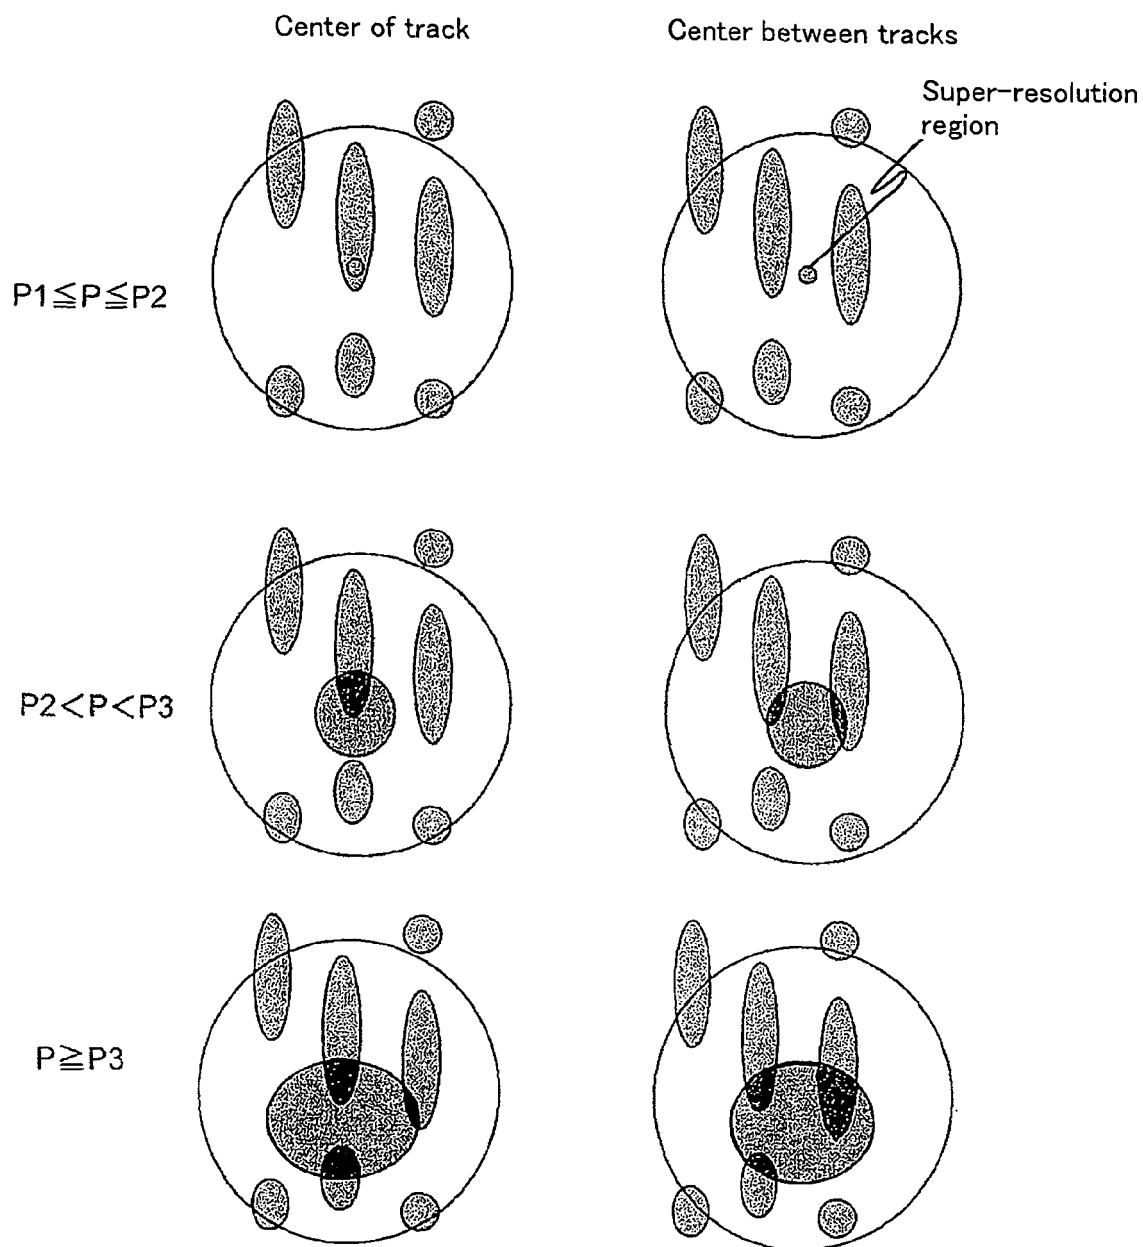 Center of track
Center between tracks
Super-resolution
region
P1≦P≦P2
P2<P<P3
P≧P3